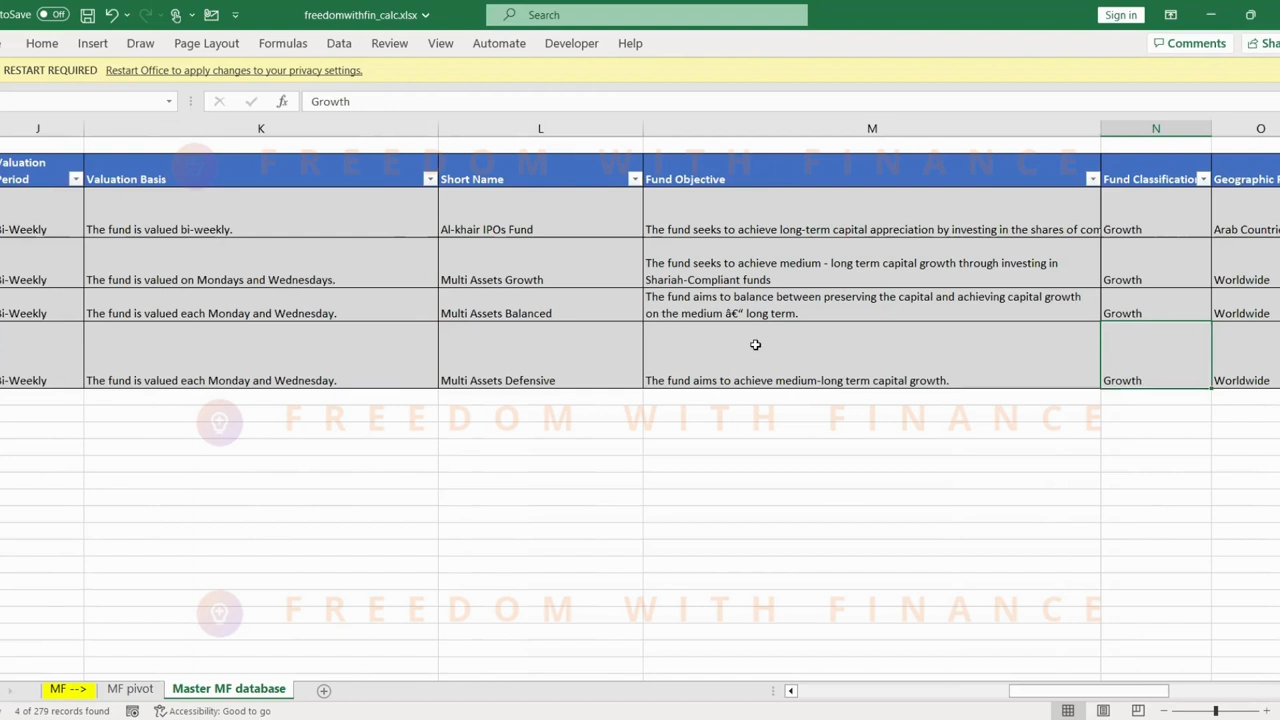 toSave Off freedomwithfin_calc.xlsx Search Sign in
Home Insert Draw Page Layout Formulas Data Review View Automate Developer Help Comments Sha
RESTART REQUIRED Restart Office to apply changes to your privacy settings.
fx Growth
J K L M N O
Valuation
Period Valuation Basis Short Name Fund Objective Fund Classification Geographic F
FREEDOM WITH FINANCE
Bi-Weekly The fund is valued bi-weekly. Al-khair IPOs Fund The fund seeks to achieve long-term capital appreciation by investing in the shares of com Growth Arab Countrie
The fund seeks to achieve medium - long term capital growth through investing in
Bi-Weekly The fund is valued on Mondays and Wednesdays. Multi Assets Growth Shariah-Compliant funds Growth Worldwide
The fund aims to balance between preserving the capital and achieving capital growth
Bi-Weekly The fund is valued each Monday and Wednesday. Multi Assets Balanced on the medium â€“ long term. Growth Worldwide
Bi-Weekly The fund is valued each Monday and Wednesday. Multi Assets Defensive The fund aims to achieve medium-long term capital growth. Growth Worldwide
FREEDOM WITH FINANCE
FREEDOM WITH FINANCE
MF --> MF pivot Master MF database
4 of 279 records found Accessibility: Good to go